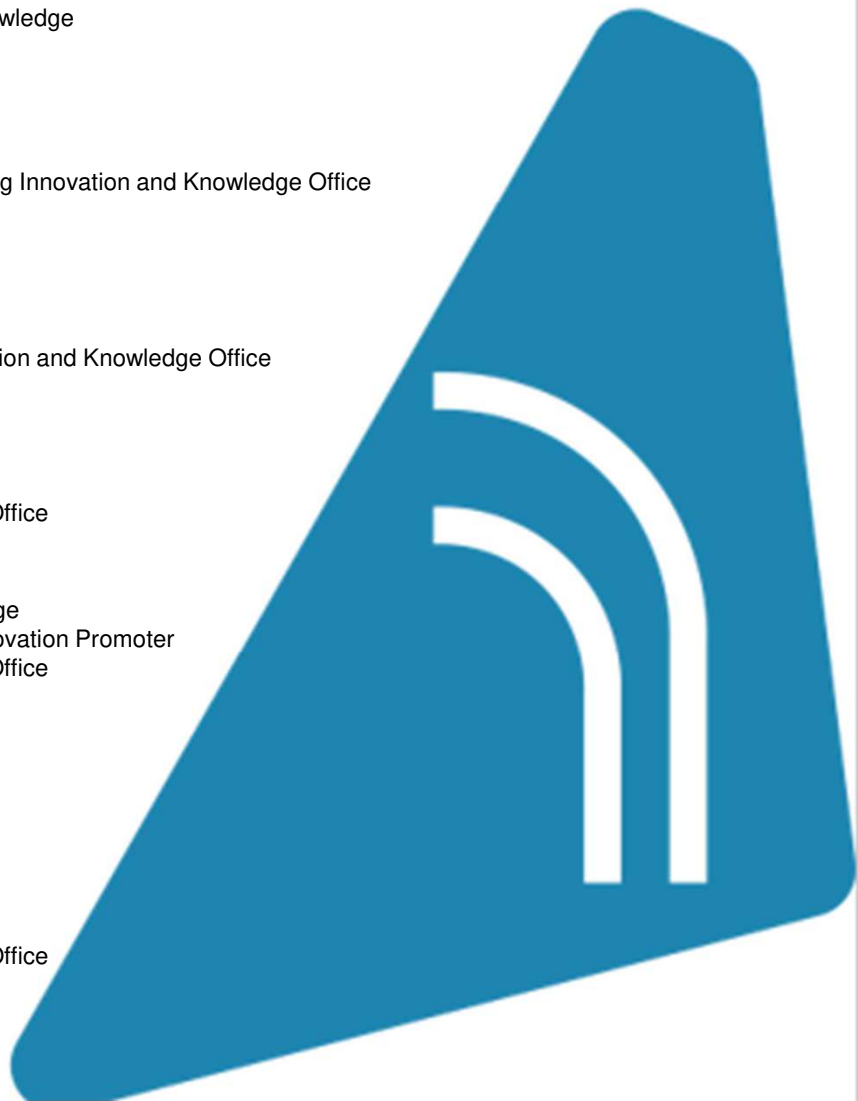 wledge
g Innovation and Knowledge Office
ion and Knowledge Office
Office
ge
ovation Promoter
Office
Office